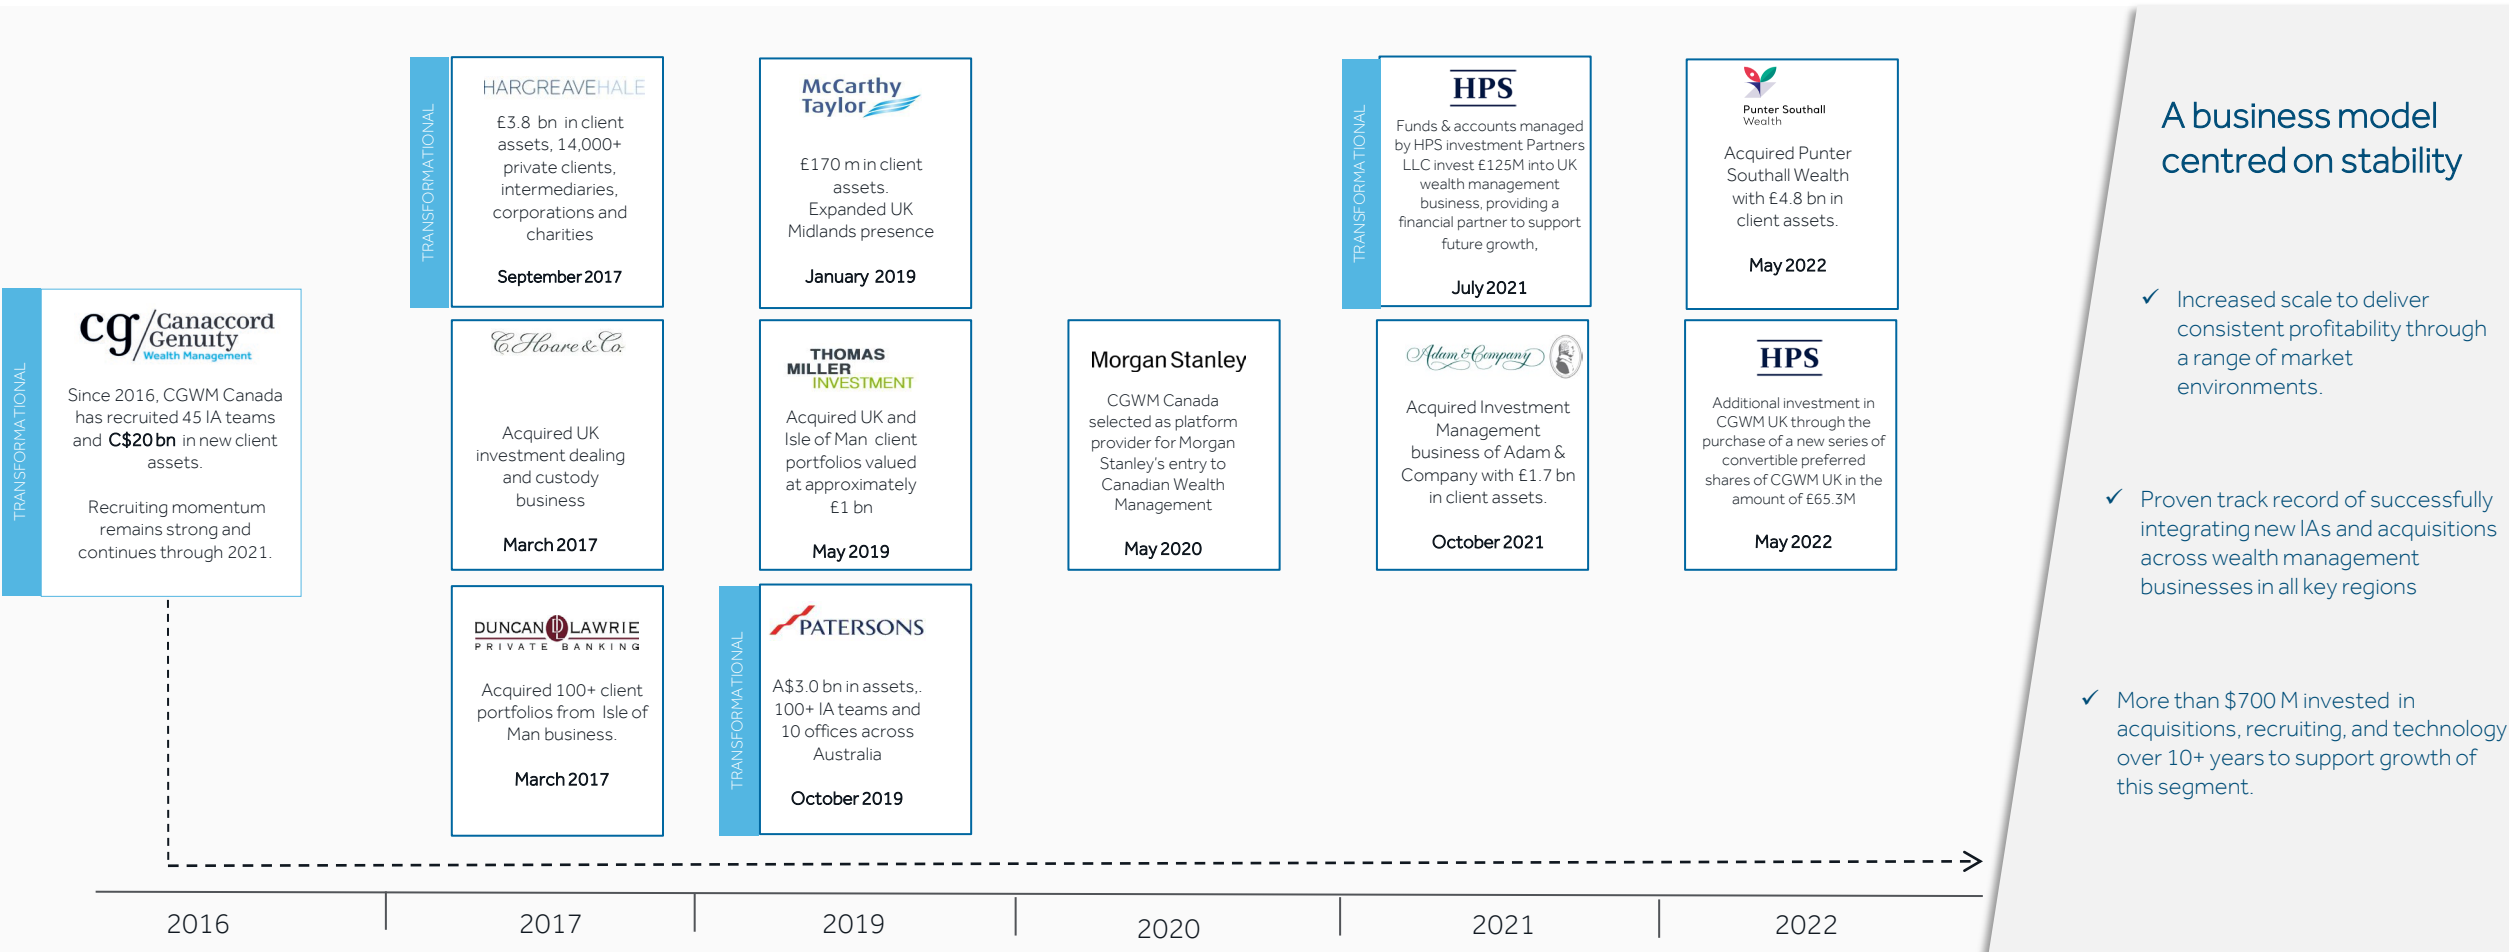 TRANSFORMATIONAL
cg/Canaccord
Genuity
Wealth Management
Since 2016, CGWM Canada
has recruited 45 IA teams
and C$20 bn in new client
assets.
Recruiting momentum
remains strong and
continues through 2021.
TRANSFORMATIONAL
HARGREAVEHALE
£3.8 bn in client
assets, 14,000+
private clients,
intermediaries,
corporations and
charities
September 2017
C. Hoare & Co.
Acquired UK
investment dealing
and custody
business
March 2017
DUNCAN DL LAWRIE
PRIVATE BANKING
Acquired 100+ client
portfolios from Isle of
Man business.
March 2017
McCarthy
Taylor
£170 m in client
assets.
Expanded UK
Midlands presence
January 2019
THOMAS
MILLER
INVESTMENT
Acquired UK and
Isle of Man client
portfolios valued
at approximately
£1 bn
May 2019
TRANSFORMATIONAL
PATERSONS
A$3.0 bn in assets,.
100+ IA teams and
10 offices across
Australia
October 2019
Morgan Stanley
CGWM Canada
selected as platform
provider for Morgan
Stanley's entry to
Canadian Wealth
Management
May 2020
TRANSFORMATIONAL
HPS
Funds & accounts managed
by HPS investment Partners
LLC invest £125M into UK
wealth management
business, providing a
financial partner to support
future growth,
July 2021
Adam & Company
Acquired Investment
Management
business of Adam &
Company with £1.7 bn
in client assets.
October 2021
Punter Southall
Wealth
Acquired Punter
Southall Wealth
with £4.8 bn in
client assets.
May 2022
HPS
Additional investment in
CGWM UK through the
purchase of a new series of
convertible preferred
shares of CGWM UK in the
amount of £65.3M
May 2022
2016
2017
2019
2020
2021
2022
A business model
centred on stability
✓ Increased scale to deliver
consistent profitability through
a range of market
environments.
✓ Proven track record of successfully
integrating new IAs and acquisitions
across wealth management
businesses in all key regions
✓ More than $700 M invested in
acquisitions, recruiting, and technology
over 10+ years to support growth of
this segment.